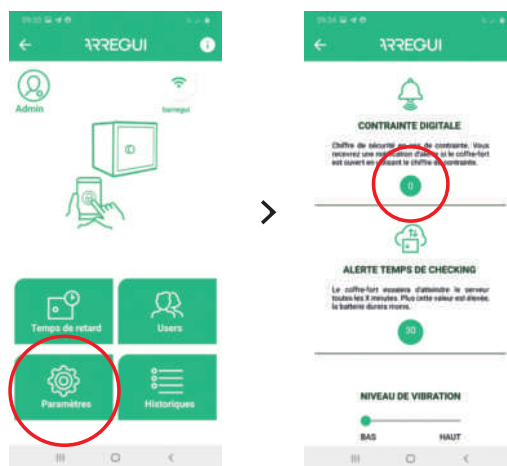 ARREGUI
Admin
barregui
Temps de retard
Users
Paramètres
Historiques
>
ARREGUI
CONTRAINTE DIGITALE
Chiffre de sécurité en cas de contrainte. Vous
recevrez une notification d'alerte si le coffre-fort
est ouvert en utilisant le chiffre de contrainte.
0
ALERTE TEMPS DE CHECKING
Le coffre-fort essaiera d'atteindre le serveur
toutes les X minutes. Plus cette valeur est élevée,
la batterie durera moins.
30
NIVEAU DE VIBRATION
BAS HAUT